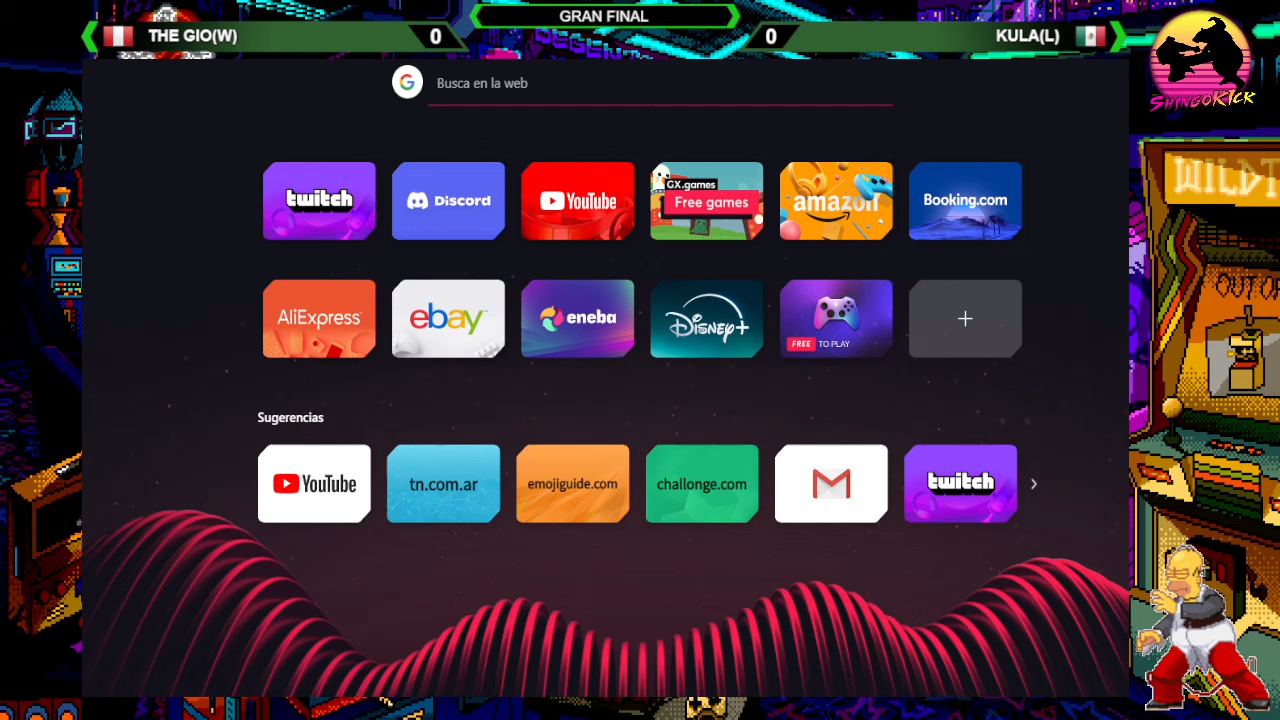 GRAN FINAL
THE GIO(W)
0
0
KULA(L)
SHINGOKICK
Busca en la web
twitch
Discord
YouTube
GX.games
Free games
amazon
Booking.com
AliExpress
ebay
eneba
Disney+
FREE TO PLAY
Sugerencias
YouTube
tn.com.ar
emojiguide.com
challonge.com
twitch